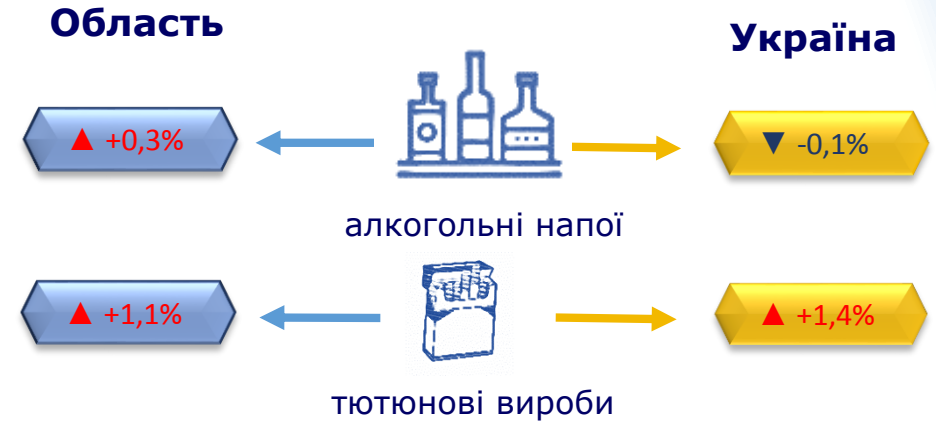 Область
Україна
▲ +0,3%
▼ -0,1%
алкогольні напої
▲ +1,1%
▲ +1,4%
тютюнові вироби